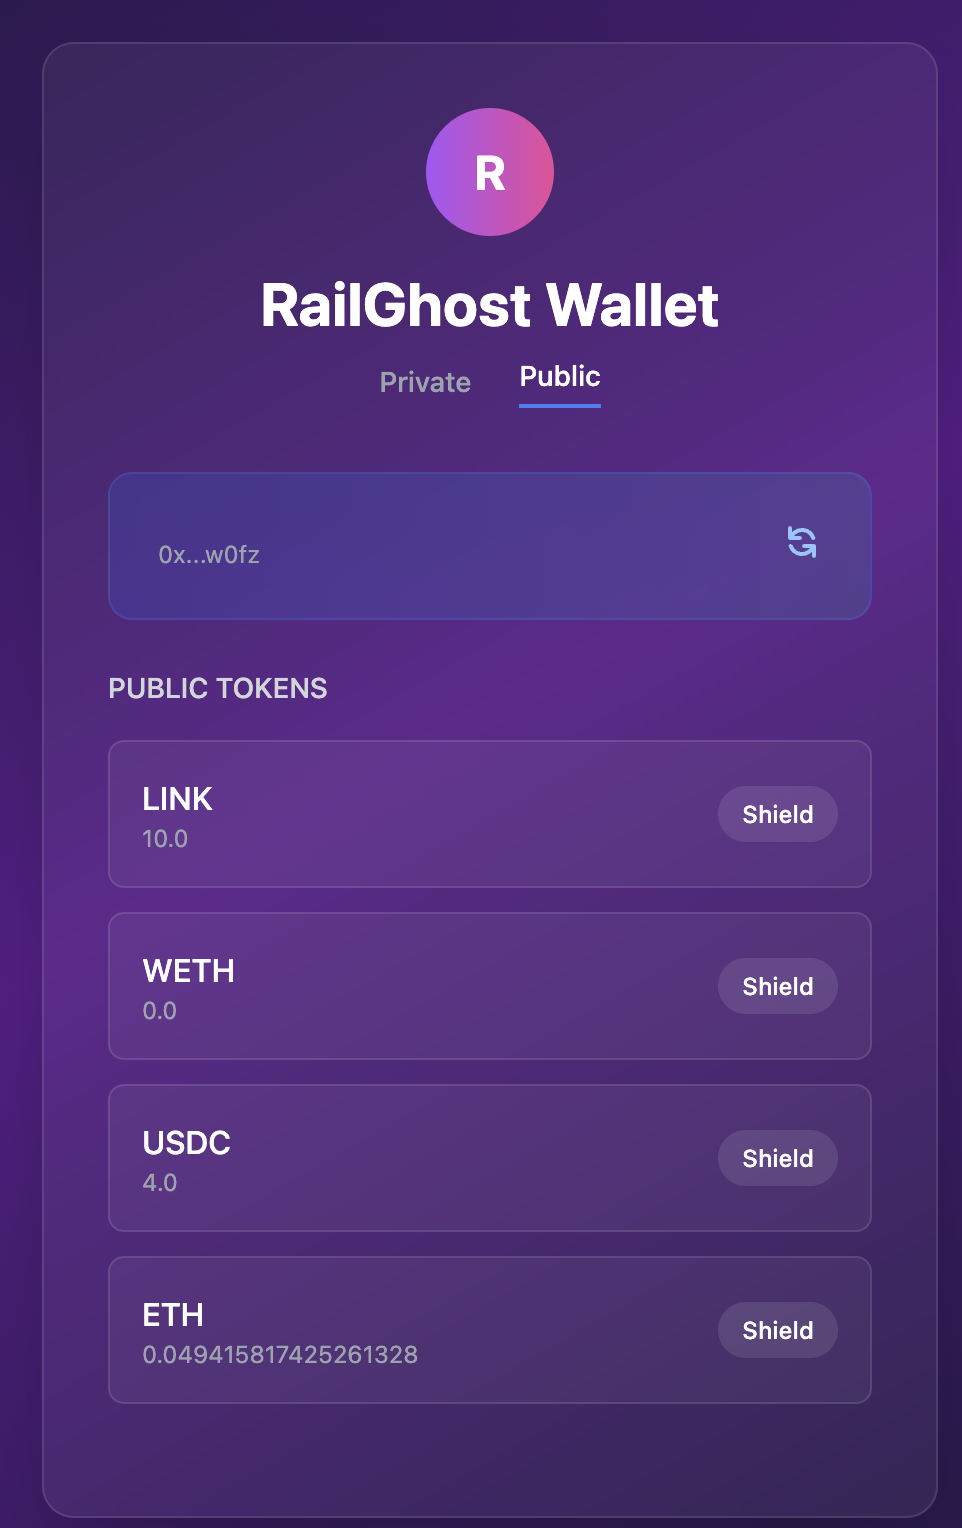 R
RailGhost Wallet
Private Public
0x...w0fz
PUBLIC TOKENS
LINK
10.0
Shield
WETH
0.0
Shield
USDC
4.0
Shield
ETH
0.049415817425261328
Shield